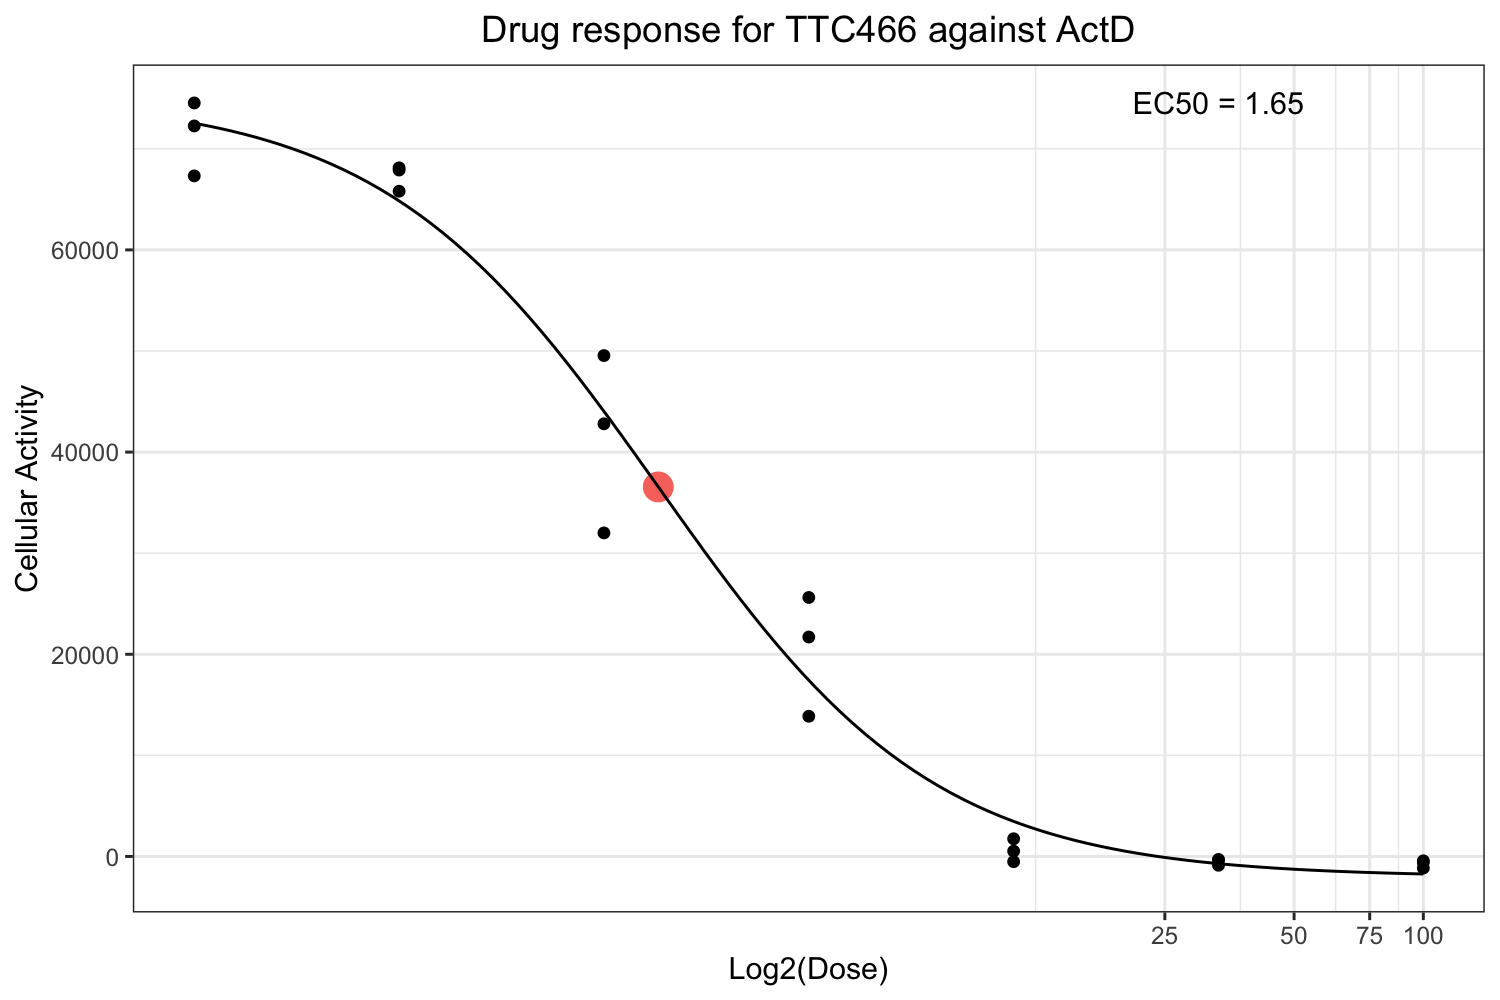 Drug response for TTC466 against ActD
EC50 = 1.65
Cellular Activity
60000
40000
20000
0
25 50 75 100
Log2(Dose)